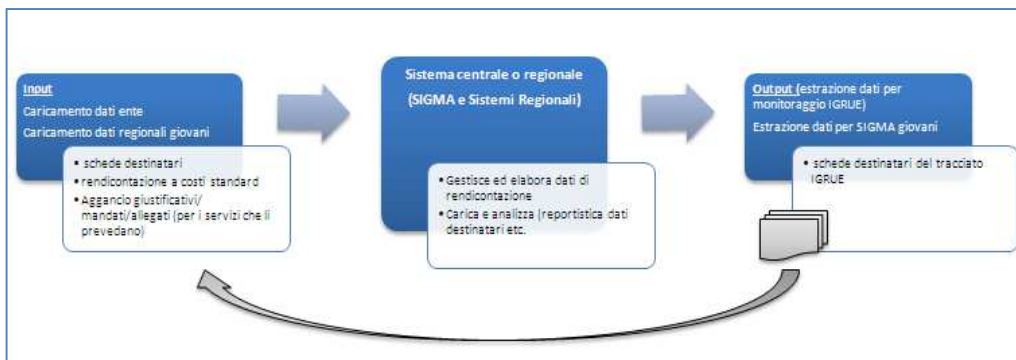 Input
Caricamento dati ente
Caricamento dati regionali giovani
• schede destinatari
• rendicontazione a costi standard
• Aggancio giustificativi/
mandati/allegati (per i servizi che li
prevedano)
Sistema centrale o regionale
(SIGMA e Sistemi Regionali)
• Gestisce ed elabora dati di
rendicontazione
• Carica e analizza (reportistica dati
destinatari etc.
Output (estrazione dati per
monitoraggio IGRUE)
Estrazione dati per SIGMA giovani
• schede destinatari del tracciato
IGRUE